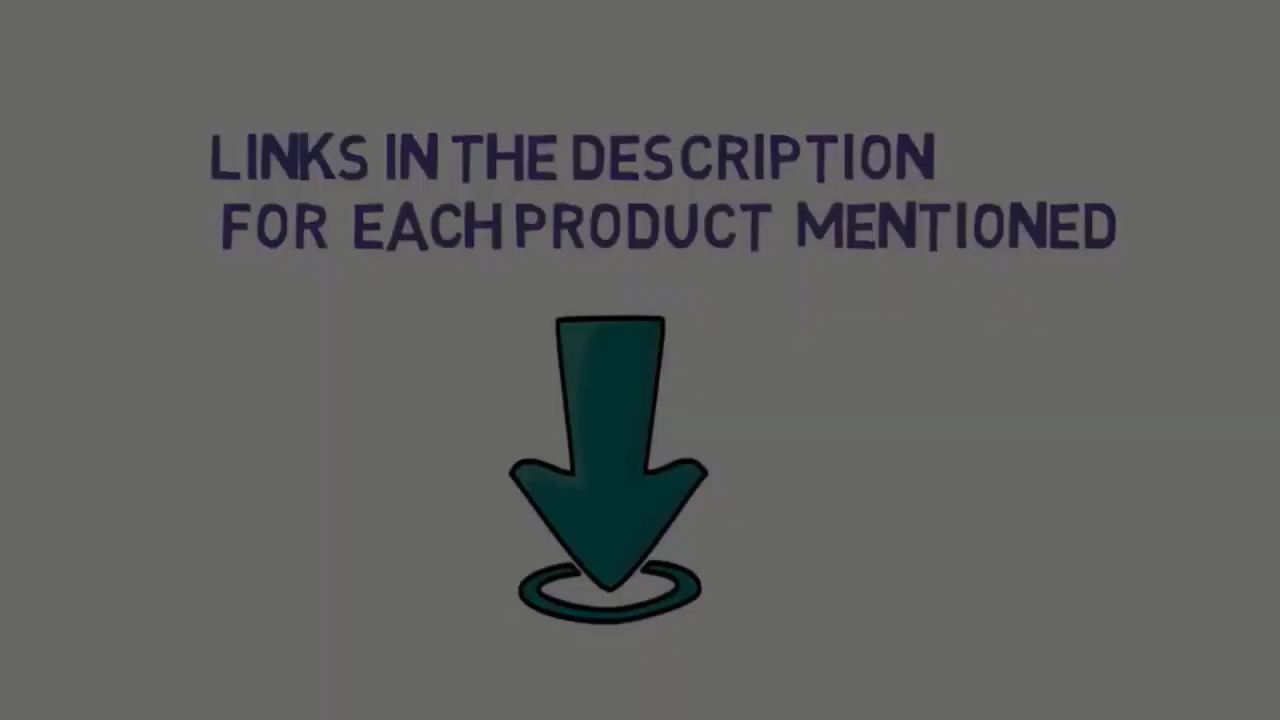 LINKS IN THE DESCRIPTION
FOR EACH PRODUCT MENTIONED